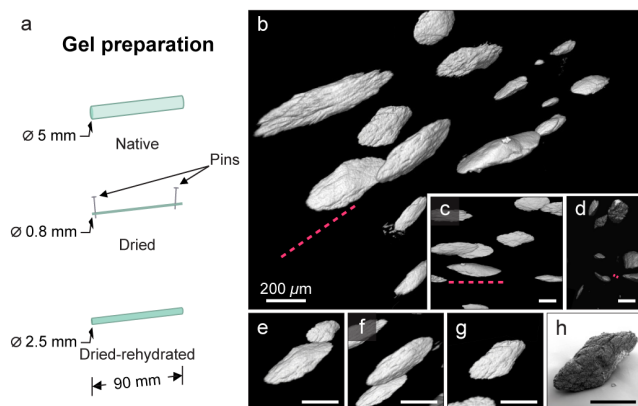 a
Gel preparation
Ø 5 mm
Native
Pins
Ø 0.8 mm
Dried
Ø 2.5 mm
Dried-rehydrated
90 mm
b
200 µm
c
d
e
f
g
h